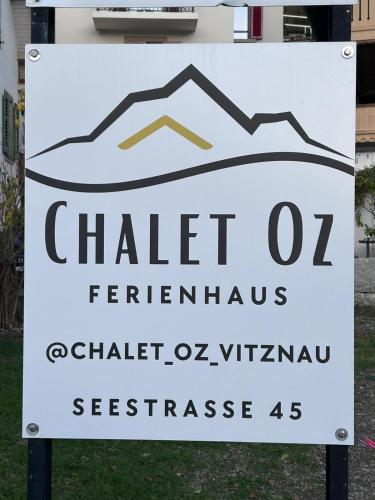 CHALET OZ
FERIENHAUS
@CHALET_OZ_VITZNAU
SEESTRASSE 45